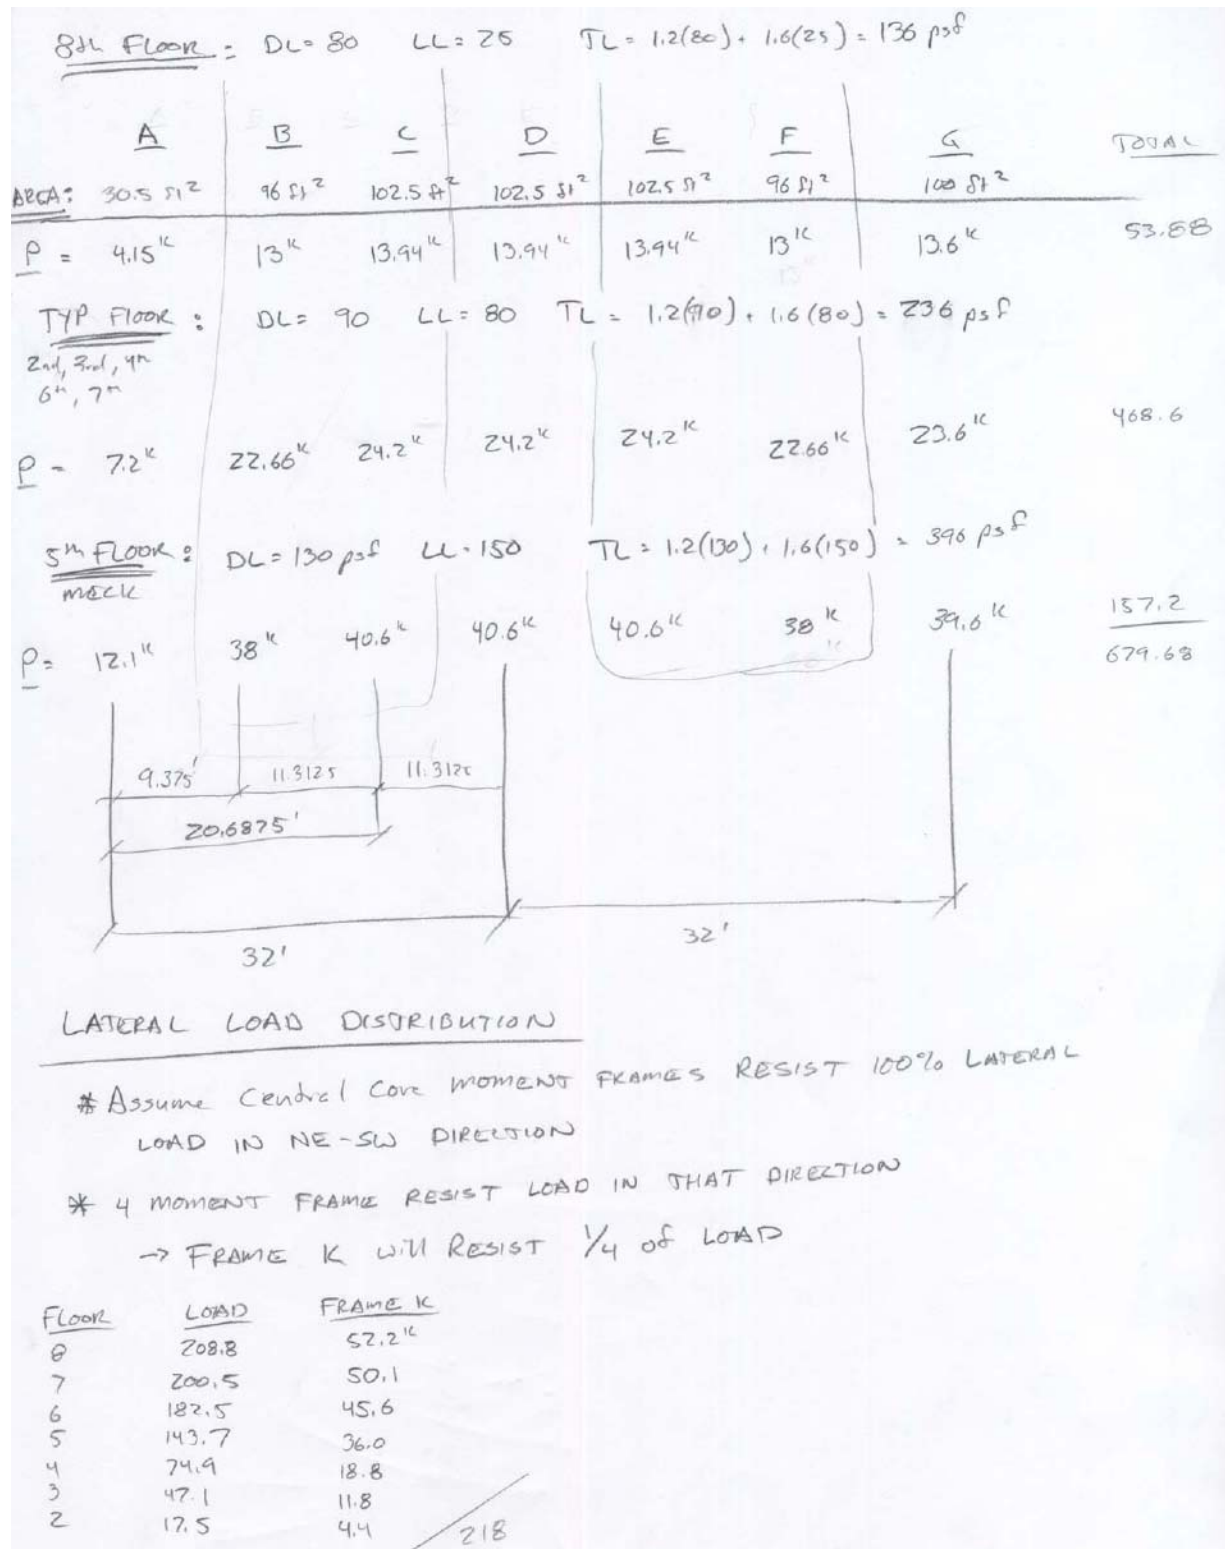 8th FLOOR: DL= 80 LL= 25 TL= 1.2(80) + 1.6(25) = 136 psf
A B C D E F G TOTAL
AREA: 30.5 ft² 96 ft² 102.5 ft² 102.5 ft² 102.5 ft² 96 ft² 100 ft²
P = 4.15ᵏ 13ᵏ 13.94ᵏ 13.94ᵏ 13.94ᵏ 13ᵏ 13.6ᵏ 53.88
TYP FLOOR: DL= 90 LL= 80 TL = 1.2(90) + 1.6(80) = 236 psf
2nd, 3rd, 4th
6th, 7th
P = 7.2ᵏ 22.66ᵏ 24.2ᵏ 24.2ᵏ 24.2ᵏ 22.66ᵏ 23.6ᵏ 468.6
5th FLOOR: DL= 130 psf LL= 150 TL = 1.2(130) + 1.6(150) = 396 psf
MECH
P= 12.1ᵏ 38ᵏ 40.6ᵏ 40.6ᵏ 40.6ᵏ 38ᵏ 39.6ᵏ 157.2
679.68
9.375' 11.3125 11.3125
20.6875'
32' 32'
LATERAL LOAD DISTRIBUTION
* Assume Central Core MOMENT FRAMES RESIST 100% LATERAL
LOAD IN NE-SW DIRECTION
* 4 MOMENT FRAME RESIST LOAD IN THAT DIRECTION
→ FRAME K Will RESIST 1/4 of LOAD
FLOOR LOAD FRAME K
8 208.8 52.2ᵏ
7 200.5 50.1
6 182.5 45.6
5 143.7 36.0
4 74.9 18.8
3 47.1 11.8
2 17.5 4.4 218